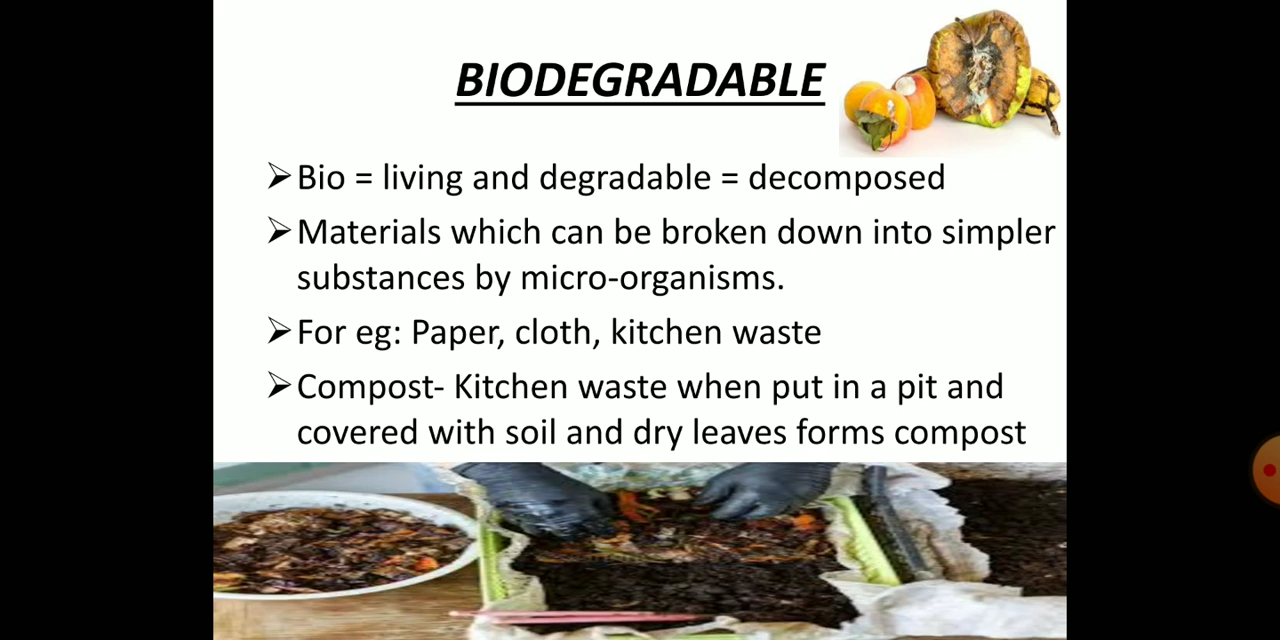 BIODEGRADABLE
Bio = living and degradable = decomposed
Materials which can be broken down into simpler
substances by micro-organisms.
For eg: Paper, cloth, kitchen waste
Compost- Kitchen waste when put in a pit and
covered with soil and dry leaves forms compost